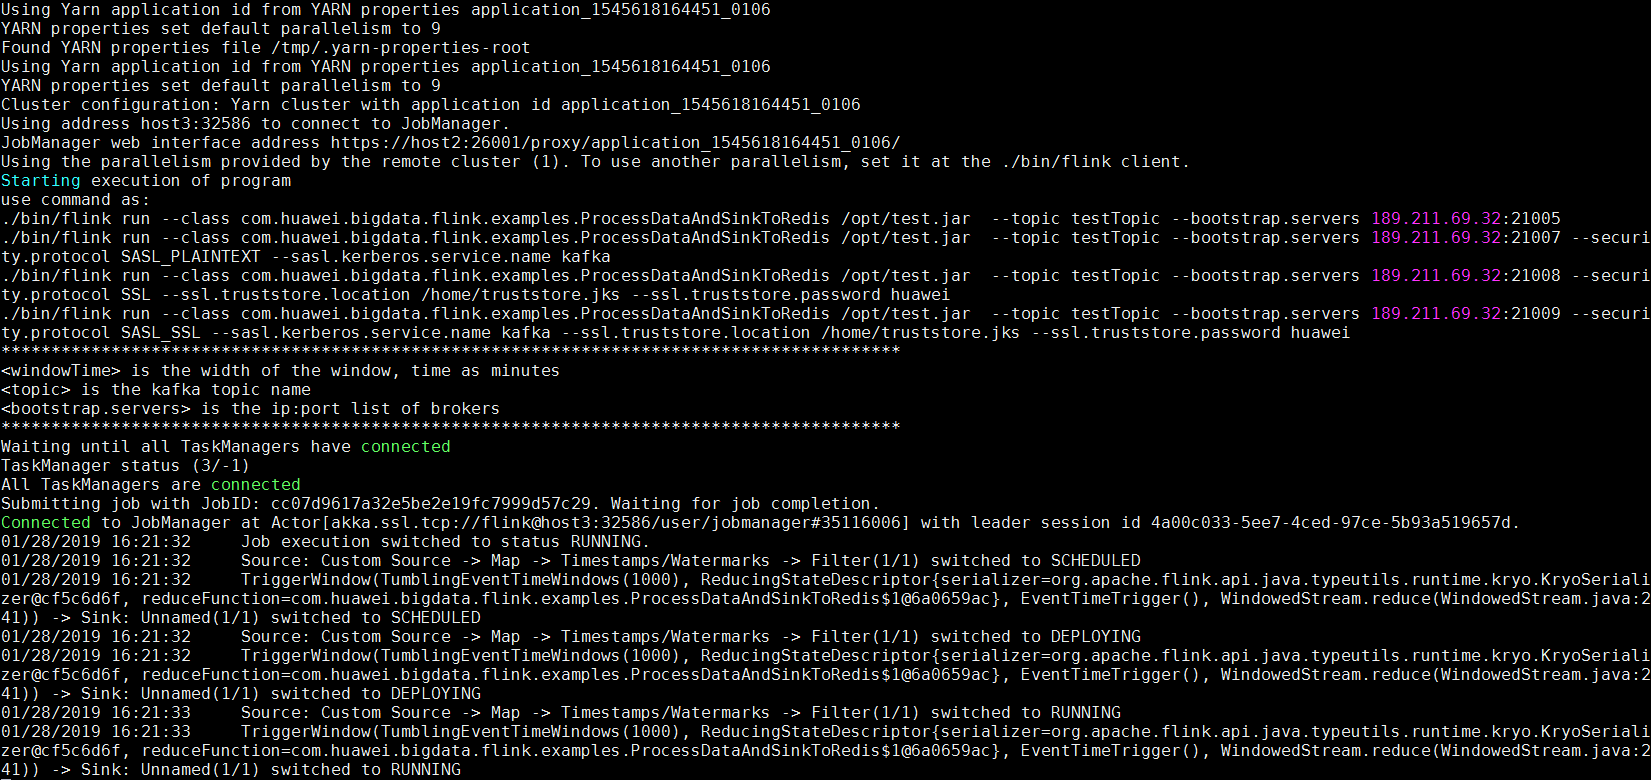 Using Yarn application id from YARN properties application_1545618164451_0106
YARN properties set default parallelism to 9
Found YARN properties file /tmp/.yarn-properties-root
Using Yarn application id from YARN properties application_1545618164451_0106
YARN properties set default parallelism to 9
Cluster configuration: Yarn cluster with application id application_1545618164451_0106
Using address host3:32586 to connect to JobManager.
JobManager web interface address https://host2:26001/proxy/application_1545618164451_0106/
Using the parallelism provided by the remote cluster (1). To use another parallelism, set it at the ./bin/flink client.
Starting execution of program
use command as:
./bin/flink run --class com.huawei.bigdata.flink.examples.ProcessDataAndSinkToRedis /opt/test.jar  --topic testTopic --bootstrap.servers 189.211.69.32:21005
./bin/flink run --class com.huawei.bigdata.flink.examples.ProcessDataAndSinkToRedis /opt/test.jar  --topic testTopic --bootstrap.servers 189.211.69.32:21007 --securi
ty.protocol SASL_PLAINTEXT --sasl.kerberos.service.name kafka
./bin/flink run --class com.huawei.bigdata.flink.examples.ProcessDataAndSinkToRedis /opt/test.jar  --topic testTopic --bootstrap.servers 189.211.69.32:21008 --securi
ty.protocol SSL --ssl.truststore.location /home/truststore.jks --ssl.truststore.password huawei
./bin/flink run --class com.huawei.bigdata.flink.examples.ProcessDataAndSinkToRedis /opt/test.jar  --topic testTopic --bootstrap.servers 189.211.69.32:21009 --securi
ty.protocol SASL_SSL --sasl.kerberos.service.name kafka --ssl.truststore.location /home/truststore.jks --ssl.truststore.password huawei
******************************************************************************************
<windowTime> is the width of the window, time as minutes
<topic> is the kafka topic name
<bootstrap.servers> is the ip:port list of brokers
******************************************************************************************
Waiting until all TaskManagers have connected
TaskManager status (3/-1)
All TaskManagers are connected
Submitting job with JobID: cc07d9617a32e5be2e19fc7999d57c29. Waiting for job completion.
Connected to JobManager at Actor[akka.ssl.tcp://flink@host3:32586/user/jobmanager#35116006] with leader session id 4a00c033-5ee7-4ced-97ce-5b93a519657d.
01/28/2019 16:21:32     Job execution switched to status RUNNING.
01/28/2019 16:21:32     Source: Custom Source -> Map -> Timestamps/Watermarks -> Filter(1/1) switched to SCHEDULED
01/28/2019 16:21:32     TriggerWindow(TumblingEventTimeWindows(1000), ReducingStateDescriptor{serializer=org.apache.flink.api.java.typeutils.runtime.kryo.KryoSeriali
zer@cf5c6d6f, reduceFunction=com.huawei.bigdata.flink.examples.ProcessDataAndSinkToRedis$1@6a0659ac}, EventTimeTrigger(), WindowedStream.reduce(WindowedStream.java:2
41)) -> Sink: Unnamed(1/1) switched to SCHEDULED
01/28/2019 16:21:32     Source: Custom Source -> Map -> Timestamps/Watermarks -> Filter(1/1) switched to DEPLOYING
01/28/2019 16:21:32     TriggerWindow(TumblingEventTimeWindows(1000), ReducingStateDescriptor{serializer=org.apache.flink.api.java.typeutils.runtime.kryo.KryoSeriali
zer@cf5c6d6f, reduceFunction=com.huawei.bigdata.flink.examples.ProcessDataAndSinkToRedis$1@6a0659ac}, EventTimeTrigger(), WindowedStream.reduce(WindowedStream.java:2
41)) -> Sink: Unnamed(1/1) switched to DEPLOYING
01/28/2019 16:21:33     Source: Custom Source -> Map -> Timestamps/Watermarks -> Filter(1/1) switched to RUNNING
01/28/2019 16:21:33     TriggerWindow(TumblingEventTimeWindows(1000), ReducingStateDescriptor{serializer=org.apache.flink.api.java.typeutils.runtime.kryo.KryoSeriali
zer@cf5c6d6f, reduceFunction=com.huawei.bigdata.flink.examples.ProcessDataAndSinkToRedis$1@6a0659ac}, EventTimeTrigger(), WindowedStream.reduce(WindowedStream.java:2
41)) -> Sink: Unnamed(1/1) switched to RUNNING